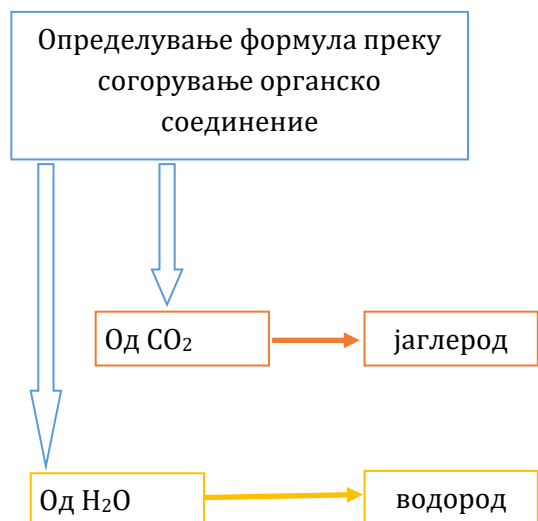 Определување формула преку
согорување органско
соединение
Од CO₂
јаглерод
Од H₂O
водород